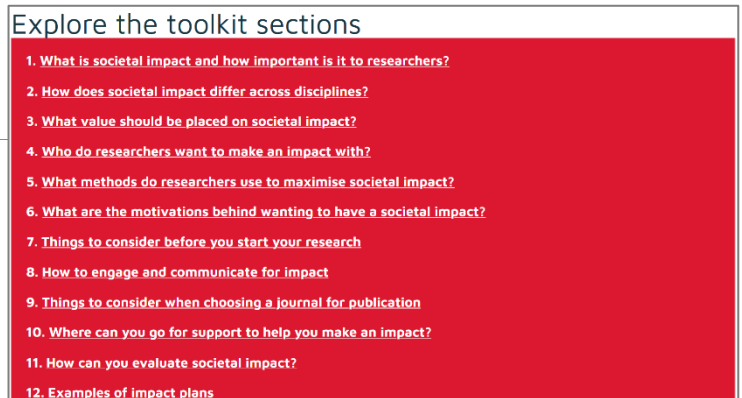 Explore the toolkit sections
1. What is societal impact and how important is it to researchers?
2. How does societal impact differ across disciplines?
3. What value should be placed on societal impact?
4. Who do researchers want to make an impact with?
5. What methods do researchers use to maximise societal impact?
6. What are the motivations behind wanting to have a societal impact?
7. Things to consider before you start your research
8. How to engage and communicate for impact
9. Things to consider when choosing a journal for publication
10. Where can you go for support to help you make an impact?
11. How can you evaluate societal impact?
12. Examples of impact plans